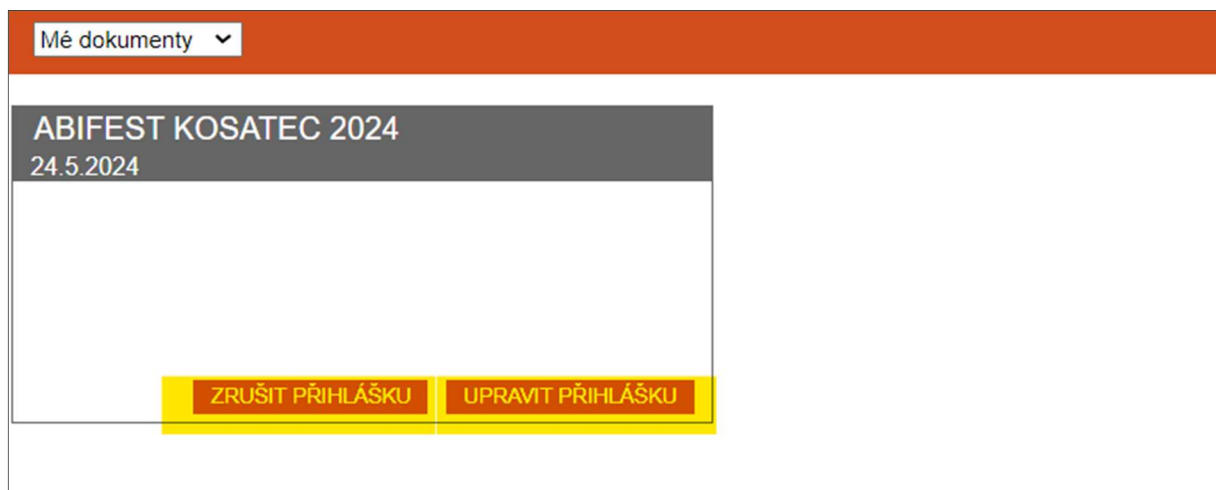 Mé dokumenty
ABIFEST KOSATEC 2024
24.5.2024
ZRUŠIT PŘIHLÁŠKU UPRAVIT PŘIHLÁŠKU